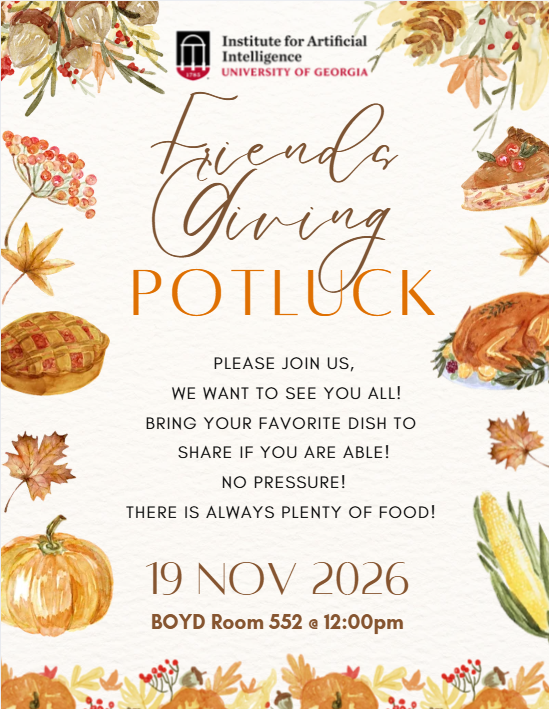 Institute for Artificial
Intelligence
UNIVERSITY OF GEORGIA
1785
Friends
Giving
POTLUCK
PLEASE JOIN US,
WE WANT TO SEE YOU ALL!
BRING YOUR FAVORITE DISH TO
SHARE IF YOU ARE ABLE!
NO PRESSURE!
THERE IS ALWAYS PLENTY OF FOOD!
19 NOV 2026
BOYD Room 552 @ 12:00pm